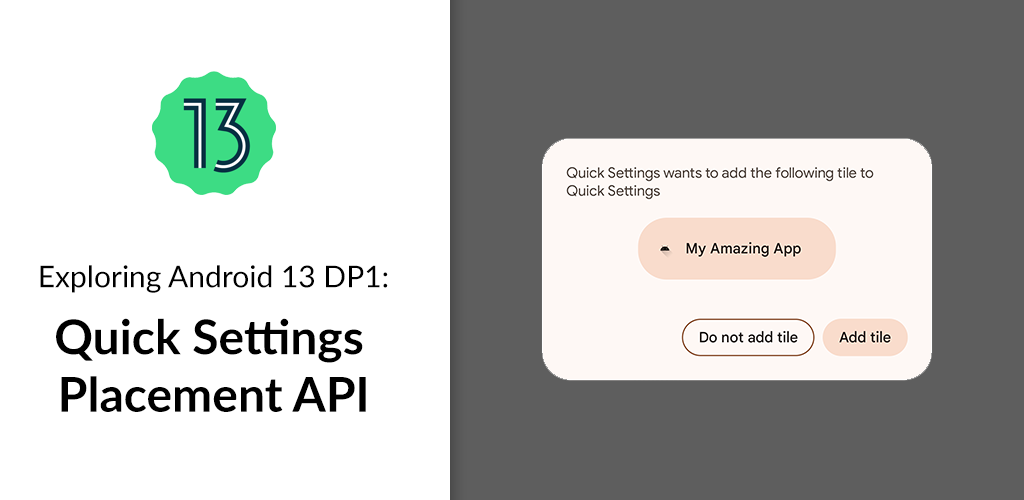 13
Exploring Android 13 DP1:
Quick Settings
Placement API
Quick Settings wants to add the following tile to
Quick Settings
My Amazing App
Do not add tile
Add tile